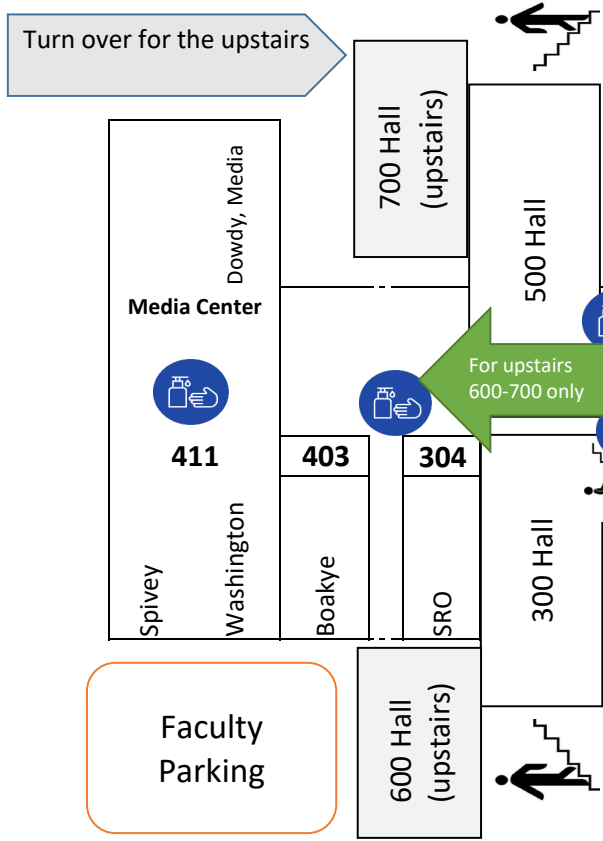 Turn over for the upstairs
700 Hall
(upstairs)
Dowdy, Media
500 Hall
Media Center
For upstairs
600-700 only
411
403
304
Spivey
Washington
Boakye
SRO
300 Hall
600 Hall
(upstairs)
Faculty
Parking